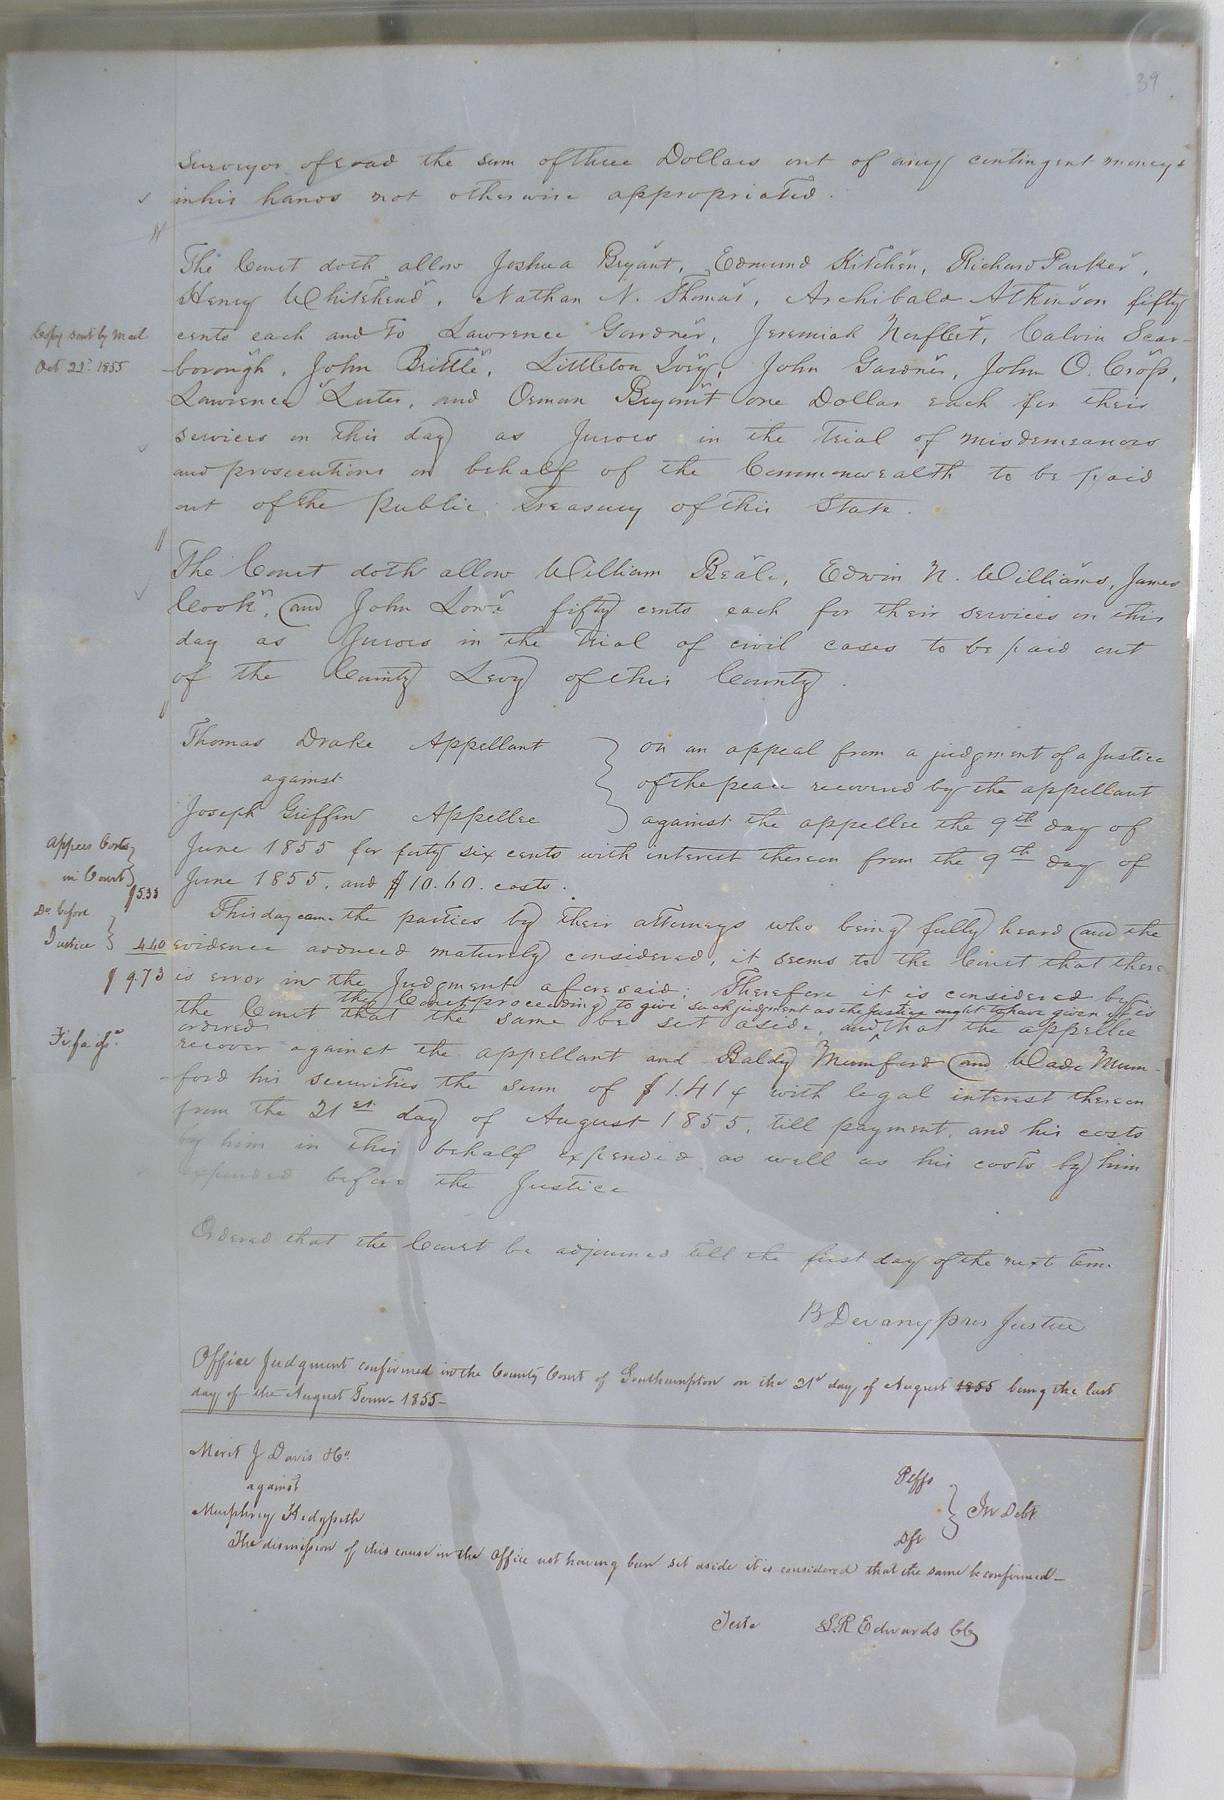 39
Surveyor of road the sum of three Dollars out of any contingent moneys
in his hands not otherwise appropriated.
The Court doth allow Joshua Bryant, Edmund Kitchen, Richard Parker,
Henry Whitehead, Nathan N. Thomas, Archibald Atkinson fifty
cents each and to Lawrence Gardner, Jeremiah Norfleet, Calvin Scar-
Copy sent by mail
Oct 22d 1855
borough, John Brittle, Littleton Ivey, John Gardner, John O. Cross,
Lawrence Luter, and Osman Bryant one Dollar each for their
services on this day as Jurors in the trial of misdemeanors
and prosecutions on behalf of the Commonwealth to be paid
out of the public Treasury of this State.
The Court doth allow William Beale, Edwin N. Williams, James
Cook, and John Lowe fifty cents each for their services on this
day as Jurors in the trial of civil cases to be paid out
of the County Levy of this County.
Thomas Drake Appellant
against
Joseph Griffin Appellee
on an appeal from a judgment of a Justice
of the peace recovered by the appellant
against the appellee the 9th day of
June 1855 for forty six cents with interest thereon from the 9th day of
June 1855, and $10.60. costs.
Appees Costs
in Court
$5.33
Do before
Justice
4.40
$9.73
Fi fa fo.
This day came the parties by their attorneys who being fully heard and the
evidence adduced maturely considered, it seems to the Court that there
is error in the Judgment aforesaid; Therefore it is considered by
the Court that the same be set aside, and that the appellee
the Court proceeding to give such judgment as the justice ought to have given it is
ordered
recover against the appellant and Baldy Mumford and Wade Mum-
ford his securities the sum of $1.41¢ with legal interest thereon
from the 21st day of August 1855, till payment, and his costs
by him in this behalf expended as well as his costs by him
expended before the Justice
Ordered that the Court be adjourned till the first day of the next term.
B Devany pres Justice
Office Judgment confirmed in the County Court of Southampton on the 21st day of August 1855 being the last
day of the August Term - 1855 -
Merit J Davis &c.
against
Murphrey Hedgpeth
Plffs
Dft
In Debt
The dismission of this cause in the office not having been set aside it is considered that the same be confirmed -
Teste S.R Edwards CC